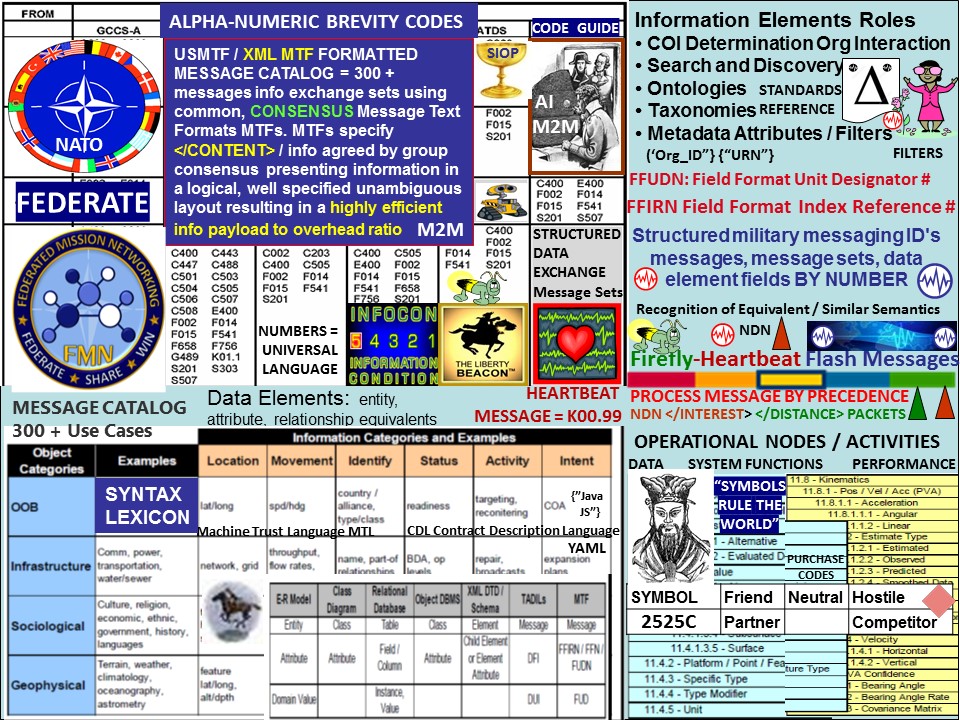 FROM
GCCS-A
ALPHA-NUMERIC BREVITY CODES
ATDS
CODE GUIDE
USMTF / XML MTF FORMATTED
MESSAGE CATALOG = 300 +
messages info exchange sets using
common, CONSENSUS Message Text
Formats MTFs. MTFs specify
</CONTENT> / info agreed by group
consensus presenting information in
a logical, well specified unambiguous
layout resulting in a highly efficient
info payload to overhead ratio M2M
NATO
FEDERATE
SIOP
F002
F015
S201
AI
M2M
C400 E400
F002 F014
F015 F541
S201 S507
FEDERATED MISSION NETWORKING
FMN
FEDERATE * SHARE * WIN
C400 C443
C447 C488
C501 C503
C504 C505
C506 C507
C508 E400
F002 F014
F015 F541
F658 F756
G489 K01.1
S201 S303
S507
C002 C203
C400 C505
F002 F014
F015 F541
S201
NUMBERS =
UNIVERSAL
LANGUAGE
C400 C505
E400 F002
F014 F015
F541 F658
F756 S201
F014
F541
C400
F002
F014
F015
S201
STRUCTURED
DATA
EXCHANGE
Message Sets
INFOCON
5 4 3 2 1
INFORMATION
CONDITION
THE LIBERTY
BEACON™
HEARTBEAT
MESSAGE = K00.99
Information Elements Roles
• COI Determination Org Interaction
• Search and Discovery
• Ontologies STANDARDS
• Taxonomies REFERENCE
• Metadata Attributes / Filters
Δ
(‘Org_ID”} {“URN”}
FILTERS
FFUDN: Field Format Unit Designator #
FFIRN Field Format Index Reference #
Structured military messaging ID's
messages, message sets, data
element fields BY NUMBER
Recognition of Equivalent / Similar Semantics
NDN
Firefly-Heartbeat Flash Messages
PROCESS MESSAGE BY PRECEDENCE
NDN </INTEREST> </DISTANCE> PACKETS
MESSAGE CATALOG
300 + Use Cases
Data Elements: entity,
attribute, relationship equivalents
Information Categories and Examples
Object Categories
Examples
Location
Movement
Identify
Status
Activity
Intent
OOB
SYNTAX
LEXICON
lat/long
spd/hdg
country / alliance, type/class
readiness
targeting, reconitering
COA
{”Java
JS”}
Machine Trust Language MTL
CDL Contract Description Language
YAML
Infrastructure
Comm, power, transportation, water/sewer
network, grid
throughput, flow rates,
name, part-of relationships
BDA, op levels
repair, broadcasts
expansion plans
Sociological
Culture, religion, economic, ethnic, government, history, languages
Geophysical
Terrain, weather, climatology, oceanography, astrometry
feature lat/long, alt/dpth
E-R Model
Class Diagram
Relational Database
Object DBMS
XML DTD / Schema
TADILs
MTF
Entity
Class
Table
Class
Element
Message
Message
Attribute
Attribute
Field / Column
Attribute
Child Element or Element Attribute
DFI
FFIRN / FFN / FUDN
Domain Value
Instance, Value
DUI
FUD
OPERATIONAL NODES / ACTIVITIES
DATA SYSTEM FUNCTIONS PERFORMANCE
“SYMBOLS
RULE THE
WORLD”
11.8 - Kinematics
11.8.1 - Pos / Vel / Acc (PVA)
11.8.1.1 - Acceleration
11.8.1.1.1 - Angular
1.1.2 - Linear
2 - Estimate Type
.1.2.1 - Estimated
1.2.2 - Observed
1.2.3 - Predicted
1 - Alternative
2 - Evaluated D
alue
PURCHASE
CODES
SYMBOL
Friend
Neutral
Hostile
2525C
Partner
Competitor
11.4.1.3.5 - Surface
11.4.2 - Platform / Point / Fea
ture Type
11.4.3 - Specific Type
11.4.4 - Type Modifier
11.4.5 - Unit
4 - Velocity
.4.1 - Horizontal
1.4.2 - Vertical
VA Confidence
1 - Bearing Angle
2 - Bearing Angle Rate
3 - Covariance Matrix